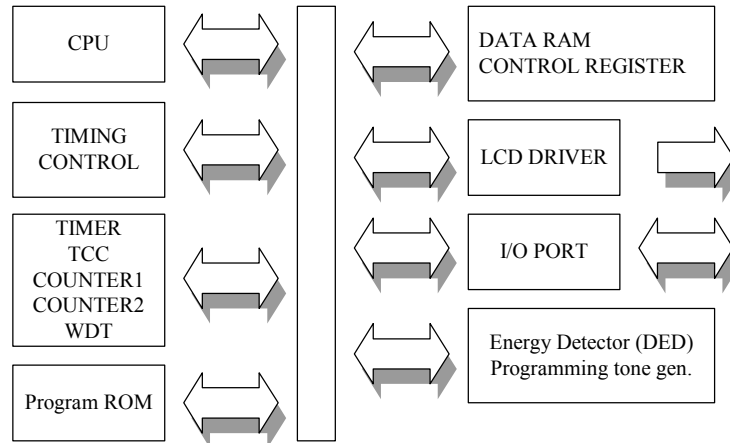 CPU
TIMING
CONTROL
TIMER
TCC
COUNTER1
COUNTER2
WDT
Program ROM
DATA RAM
CONTROL REGISTER
LCD DRIVER
I/O PORT
Energy Detector (DED)
Programming tone gen.